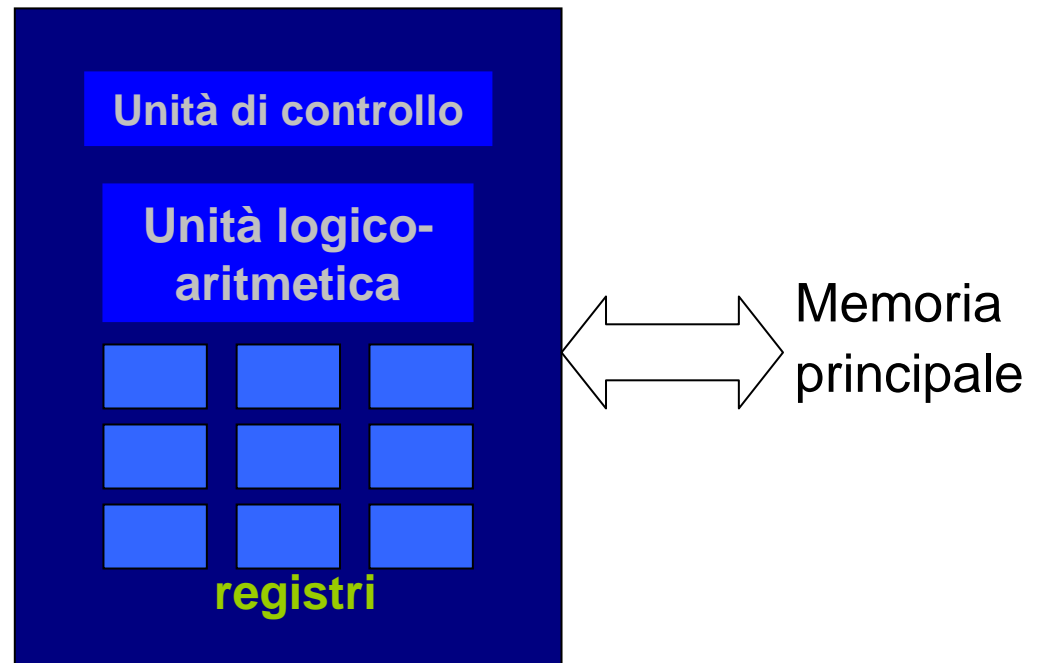 Unità di controllo
Unità logico-
aritmetica
registri
Memoria
principale